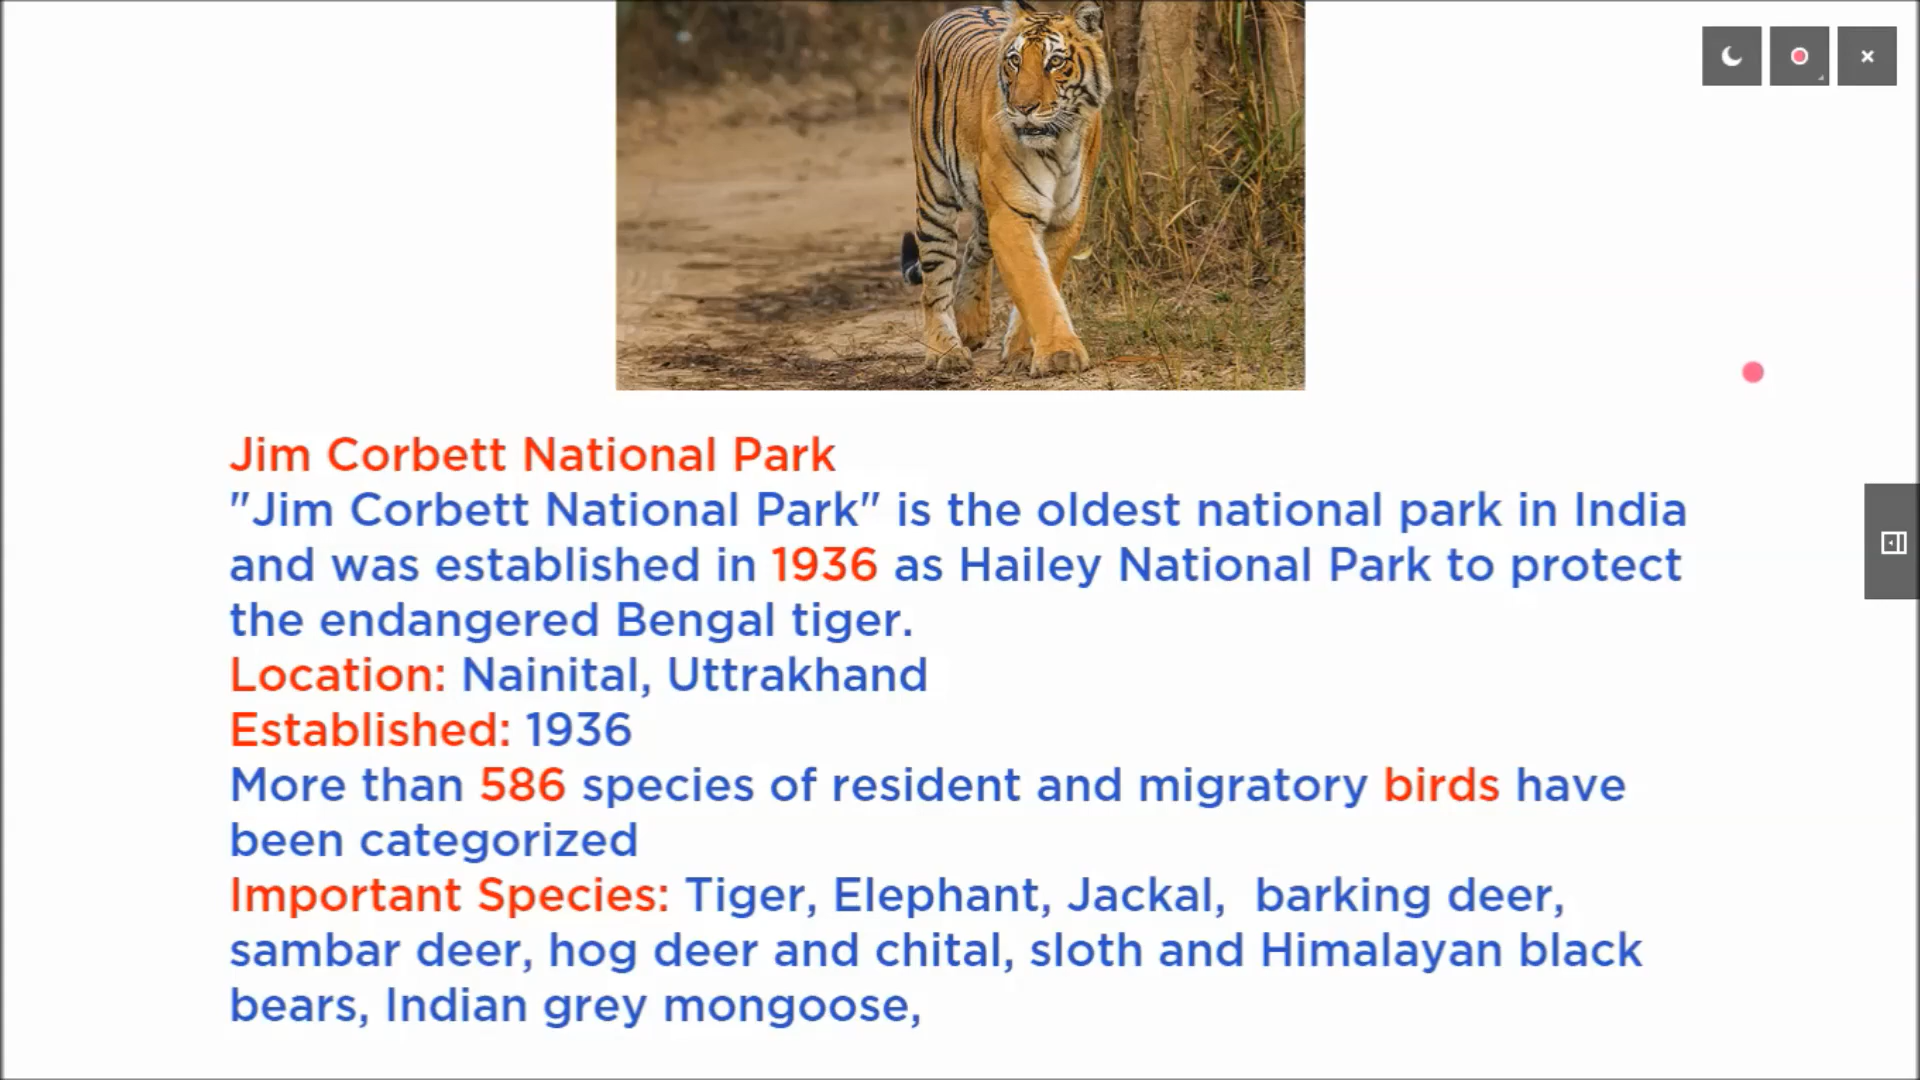 Jim Corbett National Park
"Jim Corbett National Park" is the oldest national park in India
and was established in 1936 as Hailey National Park to protect
the endangered Bengal tiger.
Location: Nainital, Uttrakhand
Established: 1936
More than 586 species of resident and migratory birds have
been categorized
Important Species: Tiger, Elephant, Jackal,  barking deer,
sambar deer, hog deer and chital, sloth and Himalayan black
bears, Indian grey mongoose,